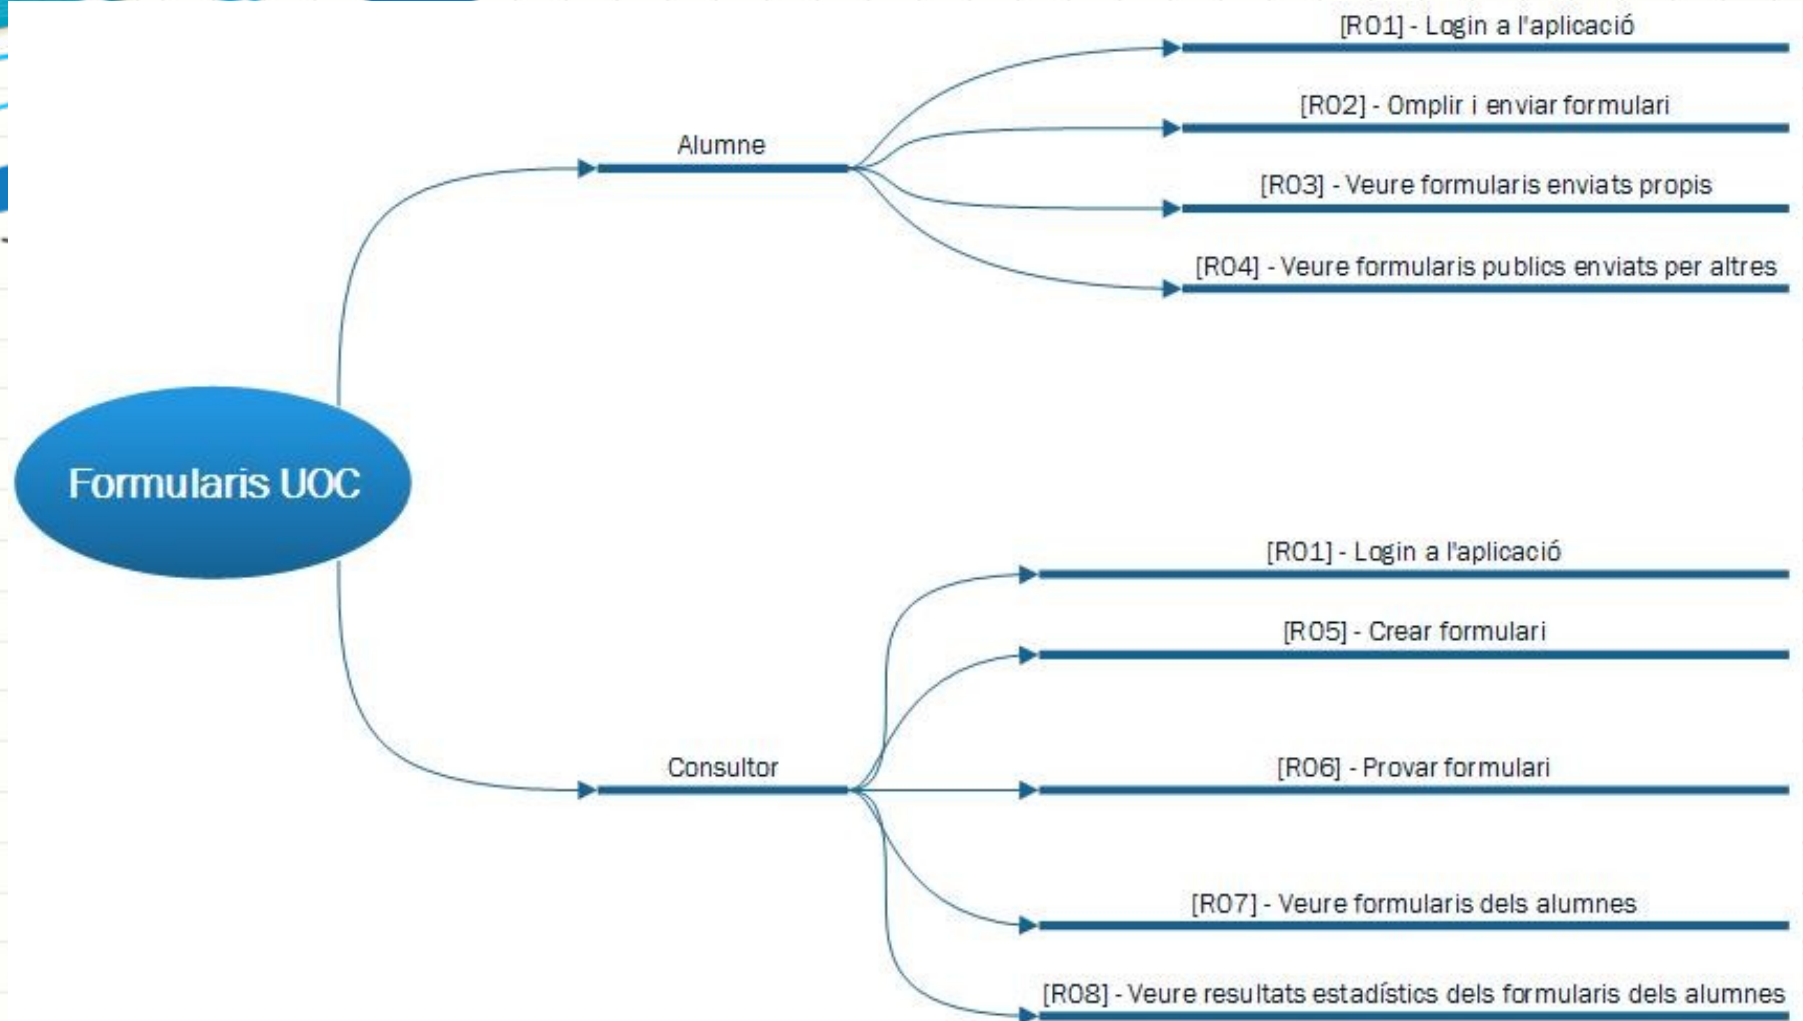 [R01] - Login a l'aplicació
[R02] - Omplir i enviar formulari
Alumne
[R03] - Veure formularis enviats propis
[R04] - Veure formularis publics enviats per altres
Formularis UOC
[R01] - Login a l'aplicació
[R05] - Crear formulari
Consultor
[R06] - Provar formulari
[R07] - Veure formularis dels alumnes
[R08] - Veure resultats estadístics dels formularis dels alumnes